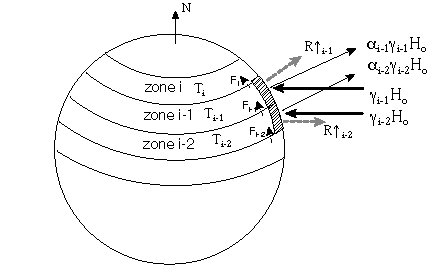 N
R↑i-1
αi-1γi-1Ho
αi-2γi-2Ho
zone i Ti
Fi
γi-1Ho
zone i-1 Ti-1
Fi-1
γi-2Ho
zone i-2 Ti-2
Fi-2
R↑i-2